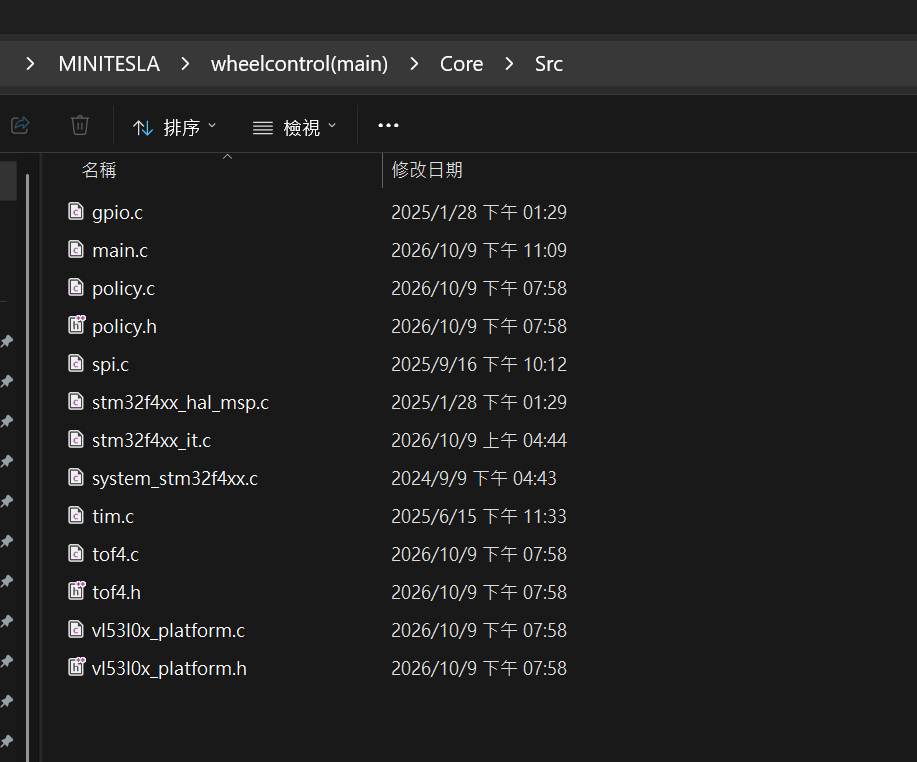 MINITESLA > wheelcontrol(main) > Core > Src
排序 檢視 ...
名稱 修改日期
gpio.c 2025/1/28 下午 01:29
main.c 2026/10/9 下午 11:09
policy.c 2026/10/9 下午 07:58
policy.h 2026/10/9 下午 07:58
spi.c 2025/9/16 下午 10:12
stm32f4xx_hal_msp.c 2025/1/28 下午 01:29
stm32f4xx_it.c 2026/10/9 上午 04:44
system_stm32f4xx.c 2024/9/9 下午 04:43
tim.c 2025/6/15 下午 11:33
tof4.c 2026/10/9 下午 07:58
tof4.h 2026/10/9 下午 07:58
vl53l0x_platform.c 2026/10/9 下午 07:58
vl53l0x_platform.h 2026/10/9 下午 07:58